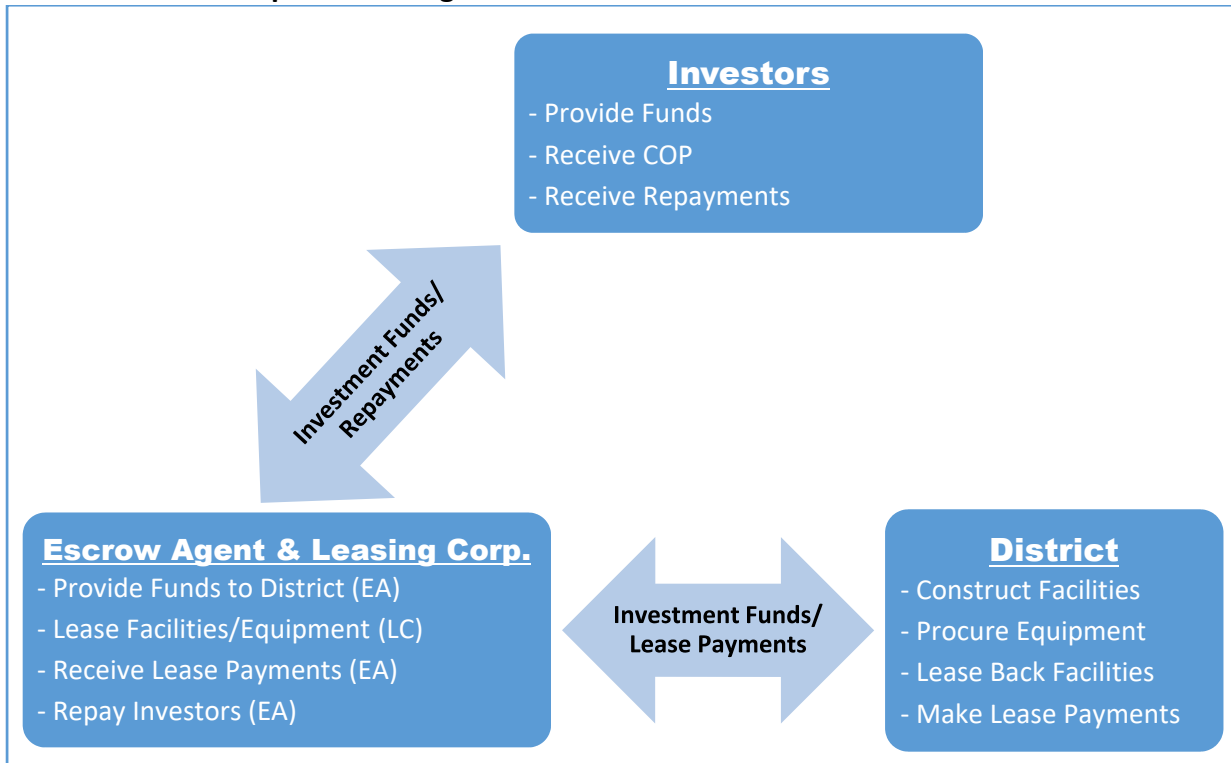 Investors
- Provide Funds
- Receive COP
- Receive Repayments
Investment Funds/
Repayments
Escrow Agent & Leasing Corp.
- Provide Funds to District (EA)
- Lease Facilities/Equipment (LC)
- Receive Lease Payments (EA)
- Repay Investors (EA)
Investment Funds/
Lease Payments
District
- Construct Facilities
- Procure Equipment
- Lease Back Facilities
- Make Lease Payments